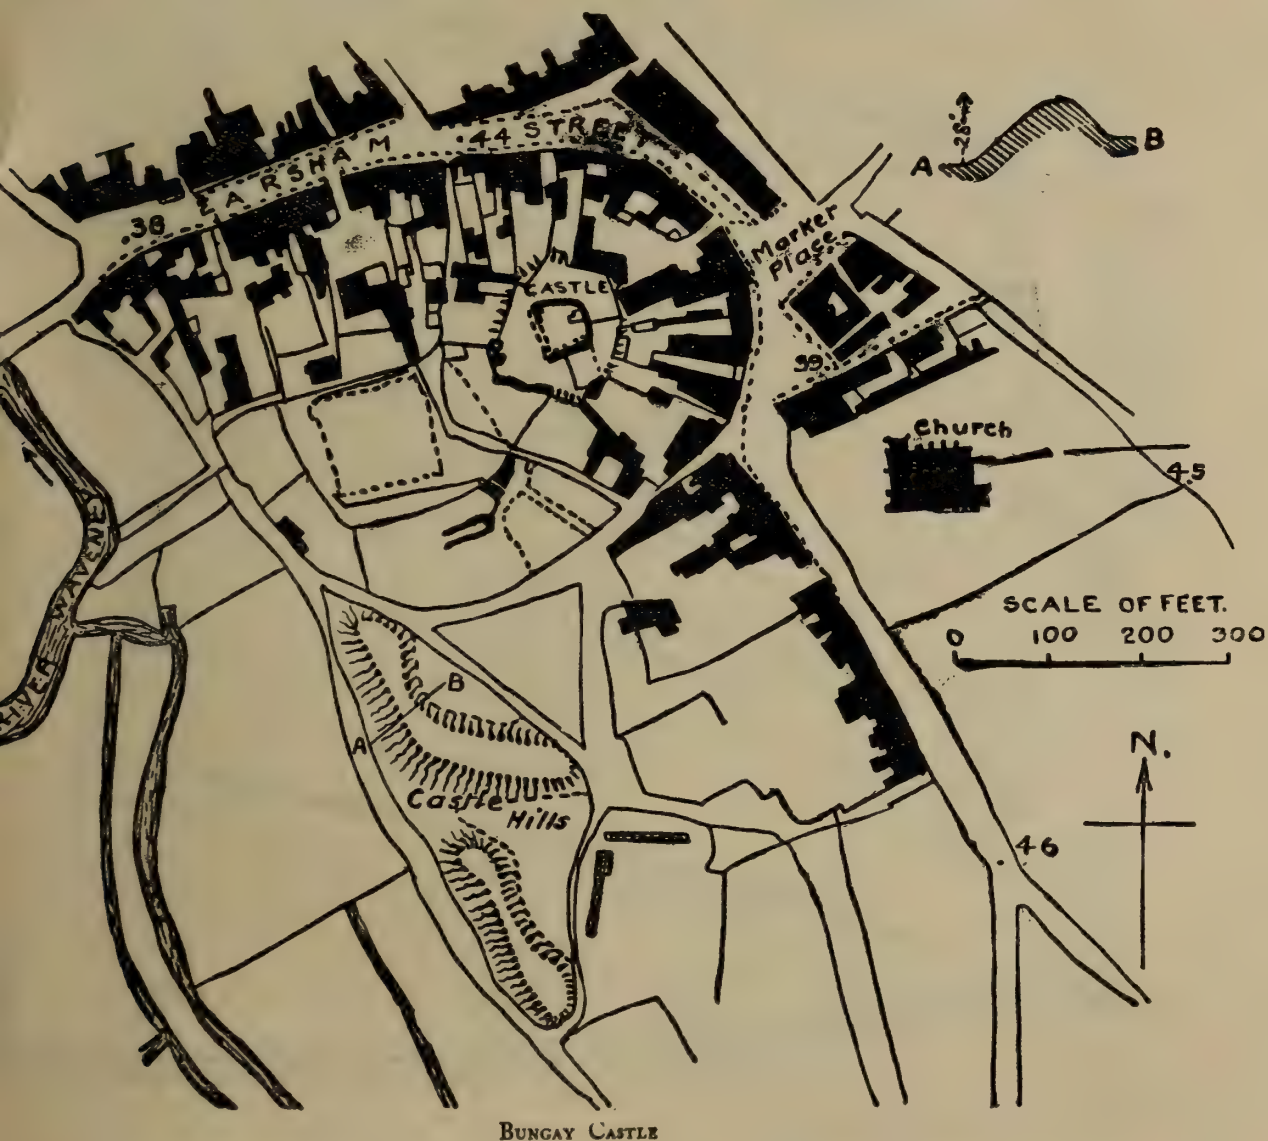 EARSHAM
.44 STREET
.38
28'
A
B
Market
Place
CASTLE
39
Church
45
RIVER WAVENEY
SCALE OF FEET.
0 100 200 300
B
A
Castle
Hills
N.
.46
BUNGAY CASTLE